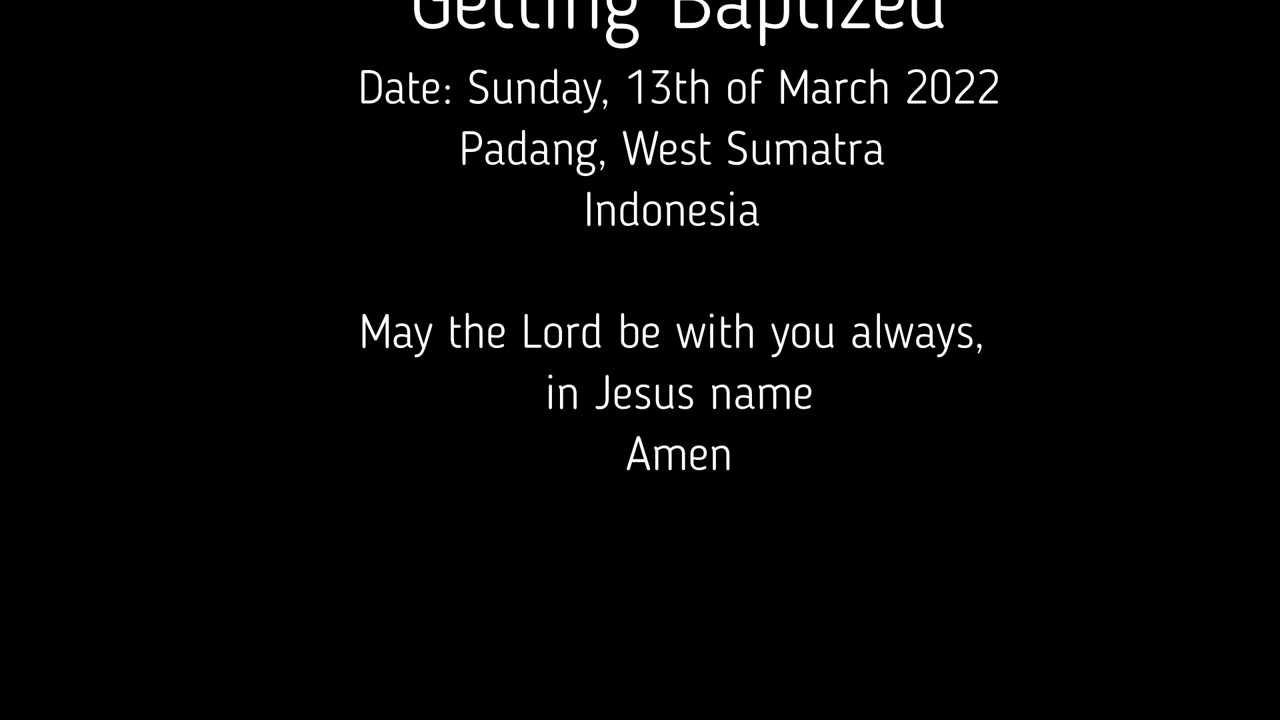 Getting Baptized
Date: Sunday, 13th of March 2022
Padang, West Sumatra
Indonesia
May the Lord be with you always,
in Jesus name
Amen